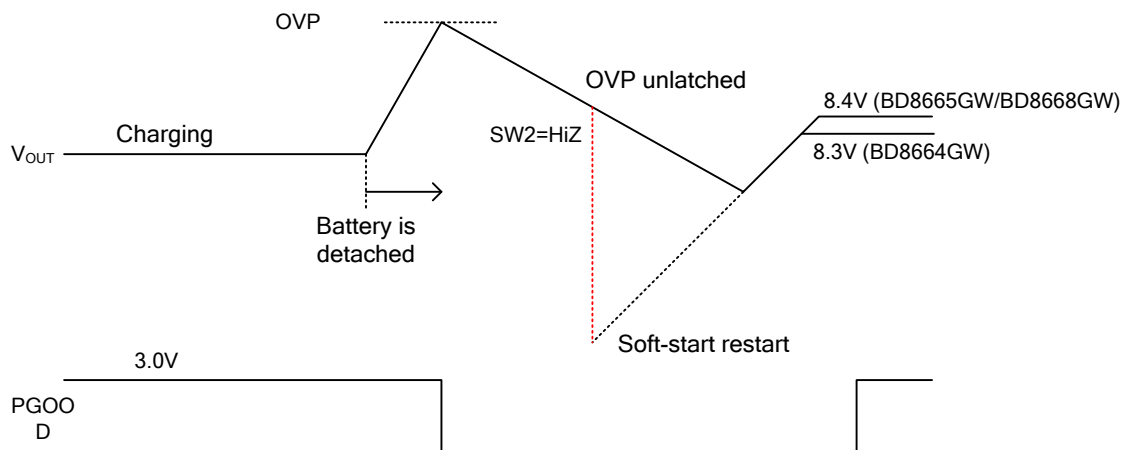 OVP
OVP unlatched
8.4V (BD8665GW/BD8668GW)
Charging
SW2=HiZ
VOUT
8.3V (BD8664GW)
Battery is
detached
Soft-start restart
3.0V
PGOO
D